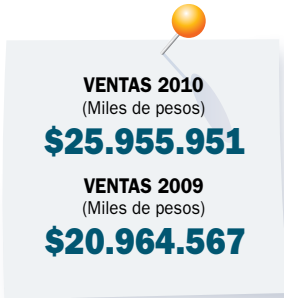 VENTAS 2010
(Miles de pesos)
$25.955.951
VENTAS 2009
(Miles de pesos)
$20.964.567